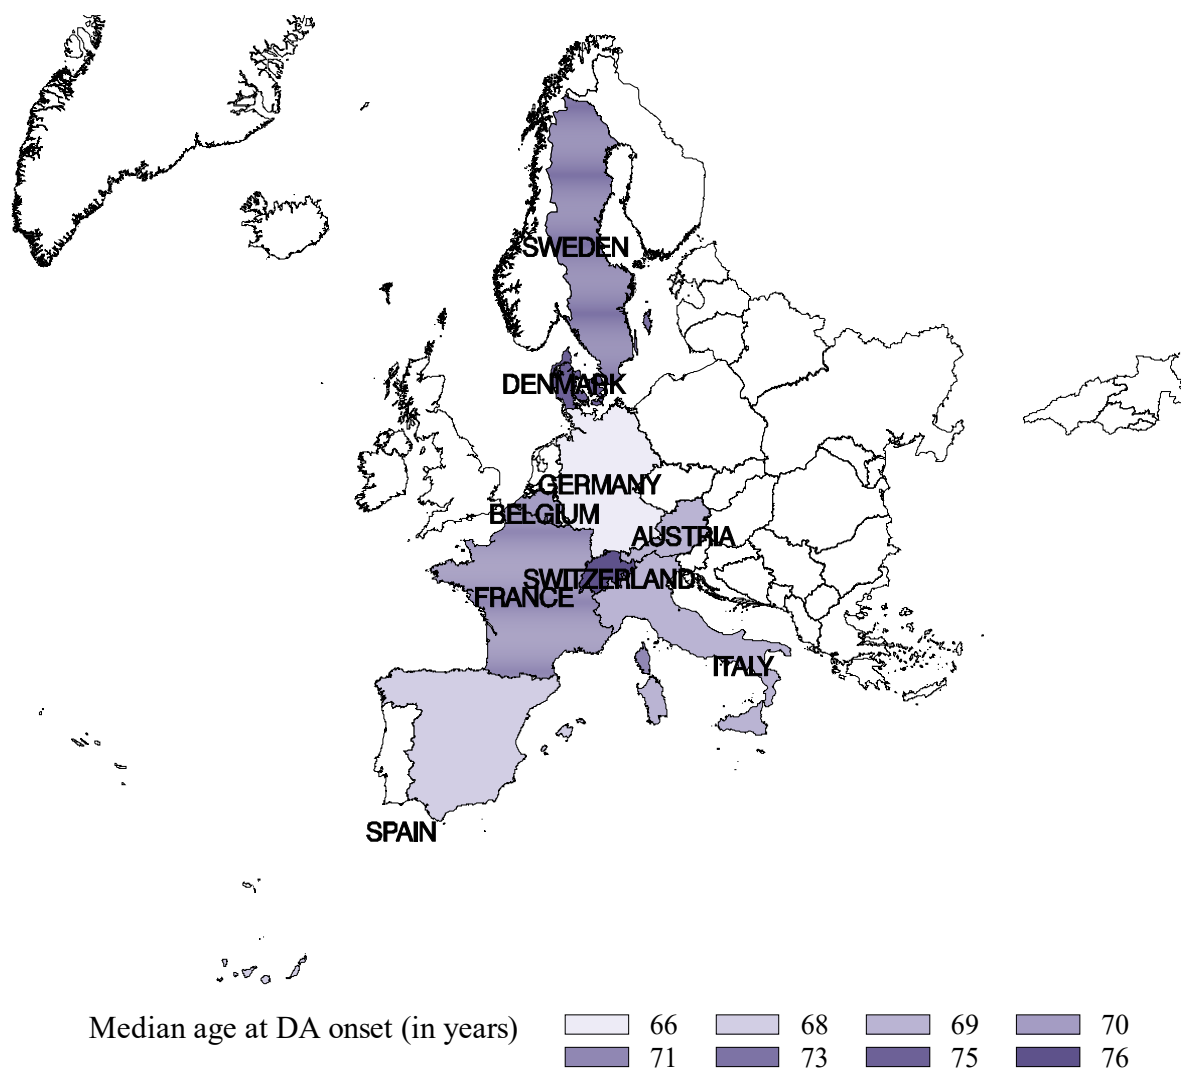 SWEDEN
DENMARK
GERMANY
BELGIUM
AUSTRIA
SWITZERLAND
FRANCE
ITALY
SPAIN
Median age at DA onset (in years)
66 68 69 70
71 73 75 76